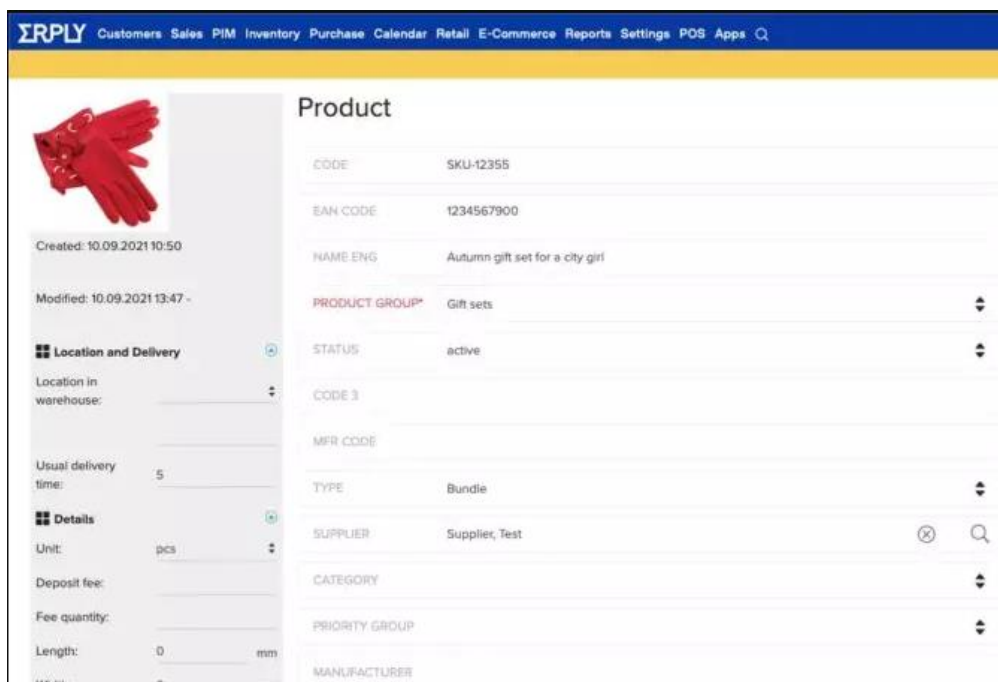 ΣRPLY Customers Sales PIM Inventory Purchase Calendar Retail E-Commerce Reports Settings POS Apps
Created: 10.09.2021 10:50
Modified: 10.09.2021 13:47 -
Location and Delivery
Location in
warehouse:
Usual delivery
time: 5
Details
Unit: pcs
Deposit fee:
Fee quantity:
Length: 0 mm
Product
CODE SKU-12355
EAN CODE 1234567900
NAME ENG Autumn gift set for a city girl
PRODUCT GROUP* Gift sets
STATUS active
CODE 3
MFR CODE
TYPE Bundle
SUPPLIER Supplier, Test
CATEGORY
PRIORITY GROUP
MANUFACTURER